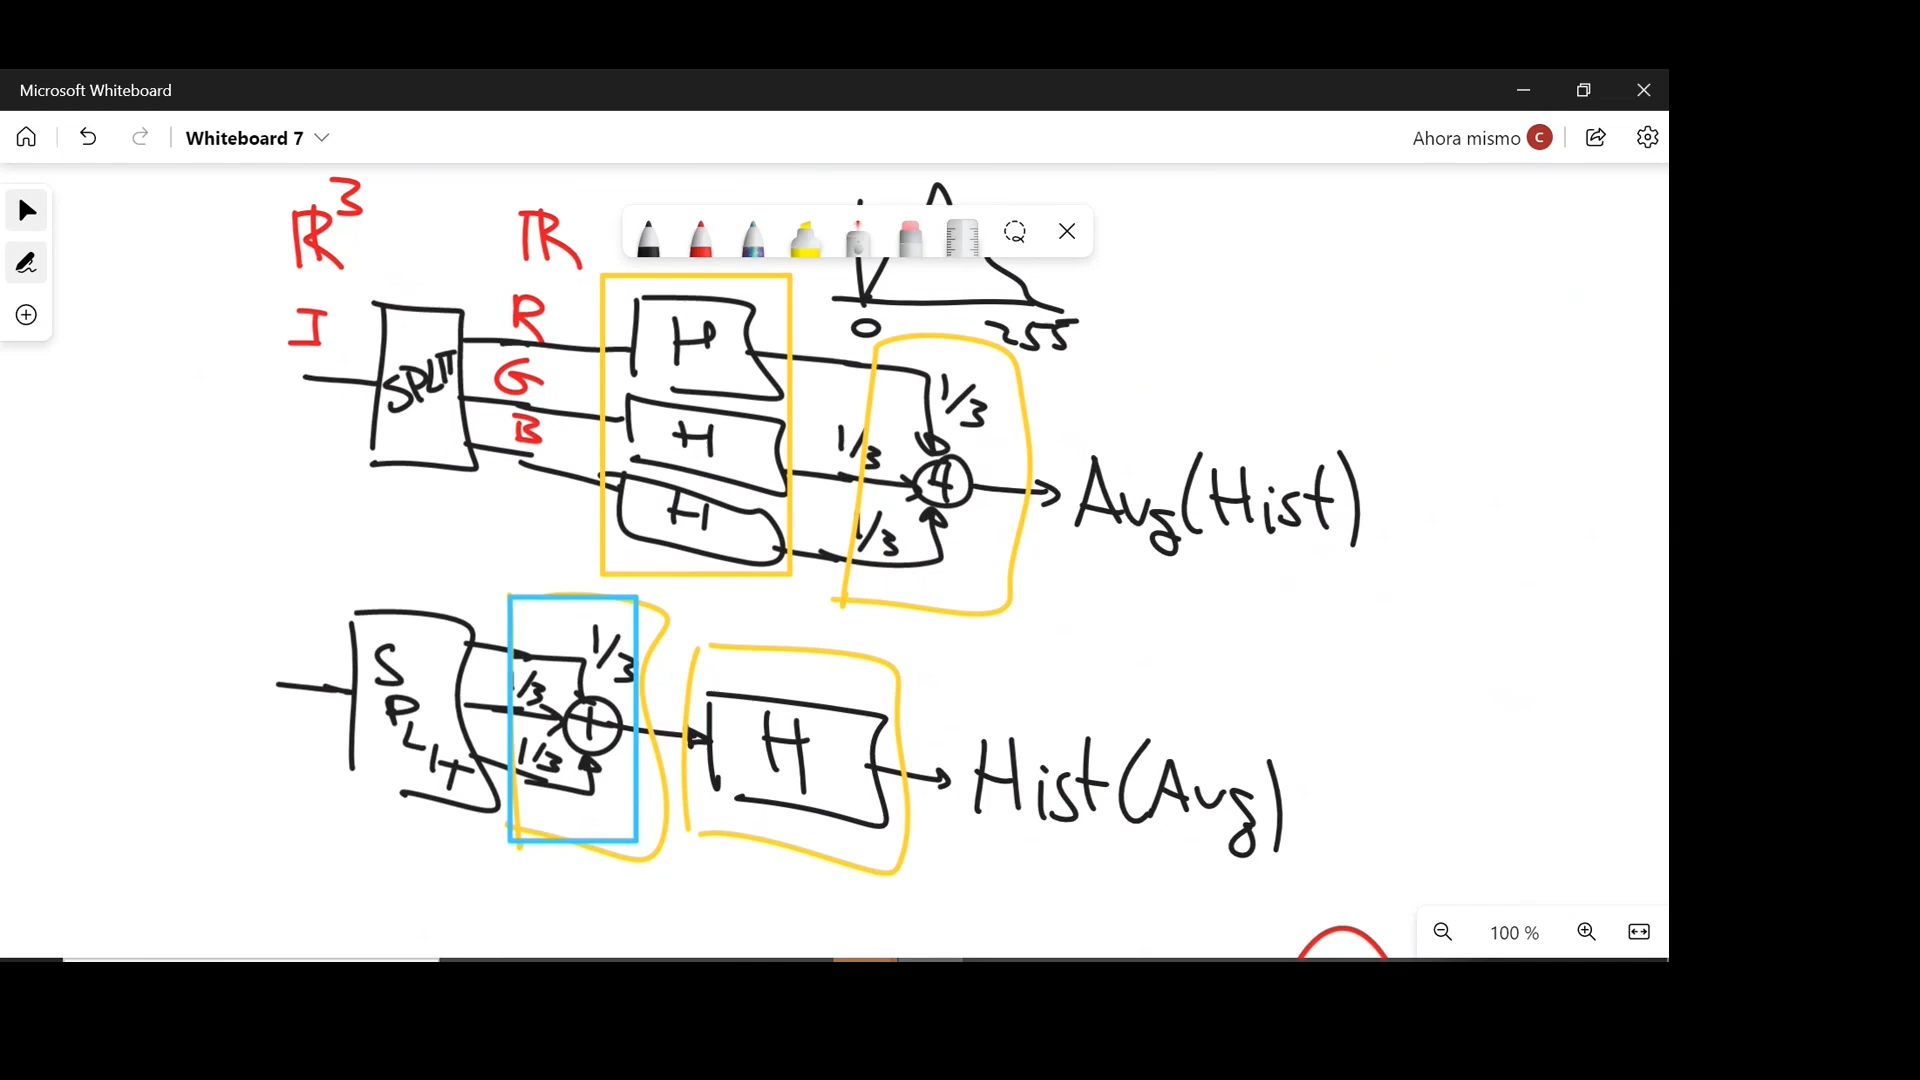 Microsoft Whiteboard
Whiteboard 7
Ahora mismo C
ℝ³ ℝ
I
SPLIT
R
G
B
H
H
H
0 255
1/3
1/3
1/3
+
Avg(Hist)
SPLIT
1/3
1/3
1/3
+
H
Hist(Avg)
100 %